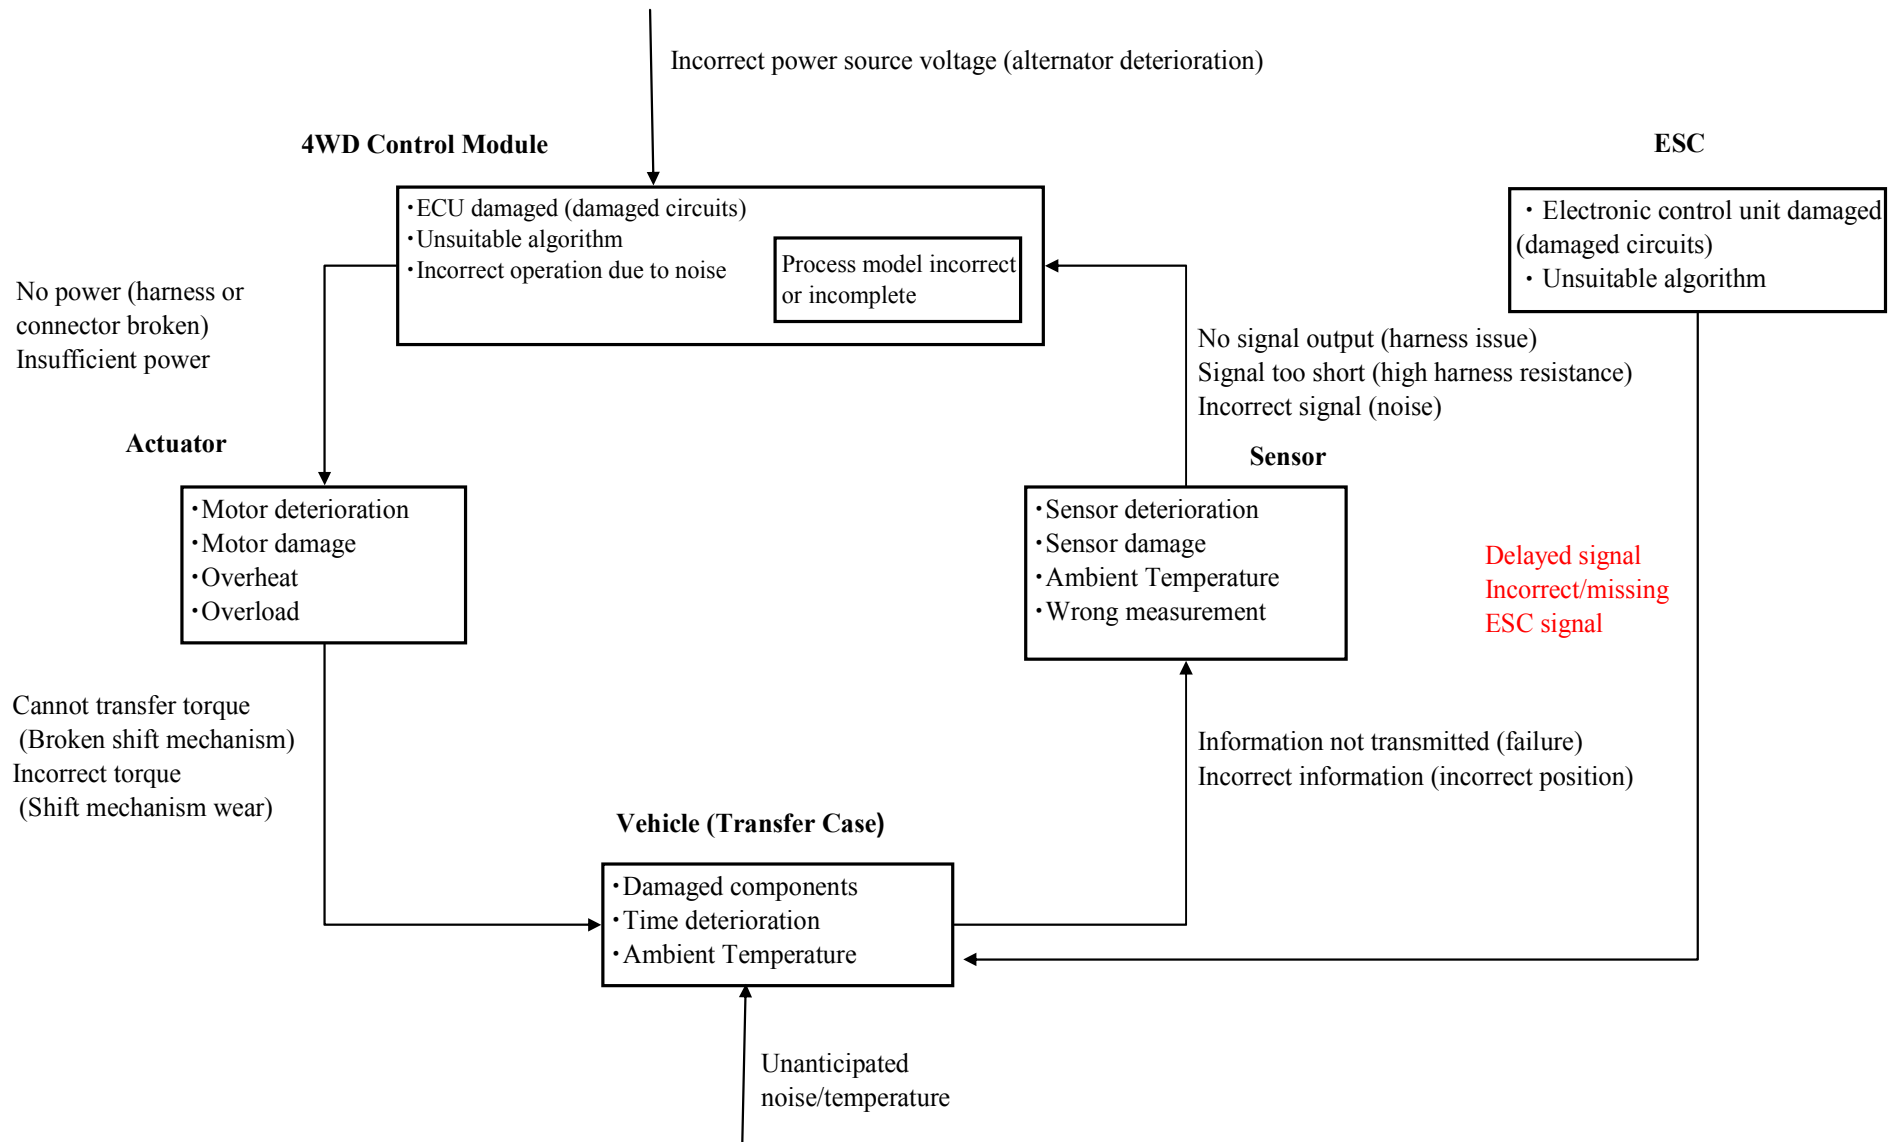 Incorrect power source voltage (alternator deterioration)
4WD Control Module
ESC
・ECU damaged (damaged circuits)
・Unsuitable algorithm
・Incorrect operation due to noise
Process model incorrect
or incomplete
・ Electronic control unit damaged
(damaged circuits)
・ Unsuitable algorithm
No power (harness or
connector broken)
Insufficient power
No signal output (harness issue)
Signal too short (high harness resistance)
Incorrect signal (noise)
Actuator
Sensor
・Motor deterioration
・Motor damage
・Overheat
・Overload
・Sensor deterioration
・Sensor damage
・Ambient Temperature
・Wrong measurement
Delayed signal
Incorrect/missing
ESC signal
Cannot transfer torque
(Broken shift mechanism)
Incorrect torque
(Shift mechanism wear)
Information not transmitted (failure)
Incorrect information (incorrect position)
Vehicle (Transfer Case)
・Damaged components
・Time deterioration
・Ambient Temperature
Unanticipated
noise/temperature